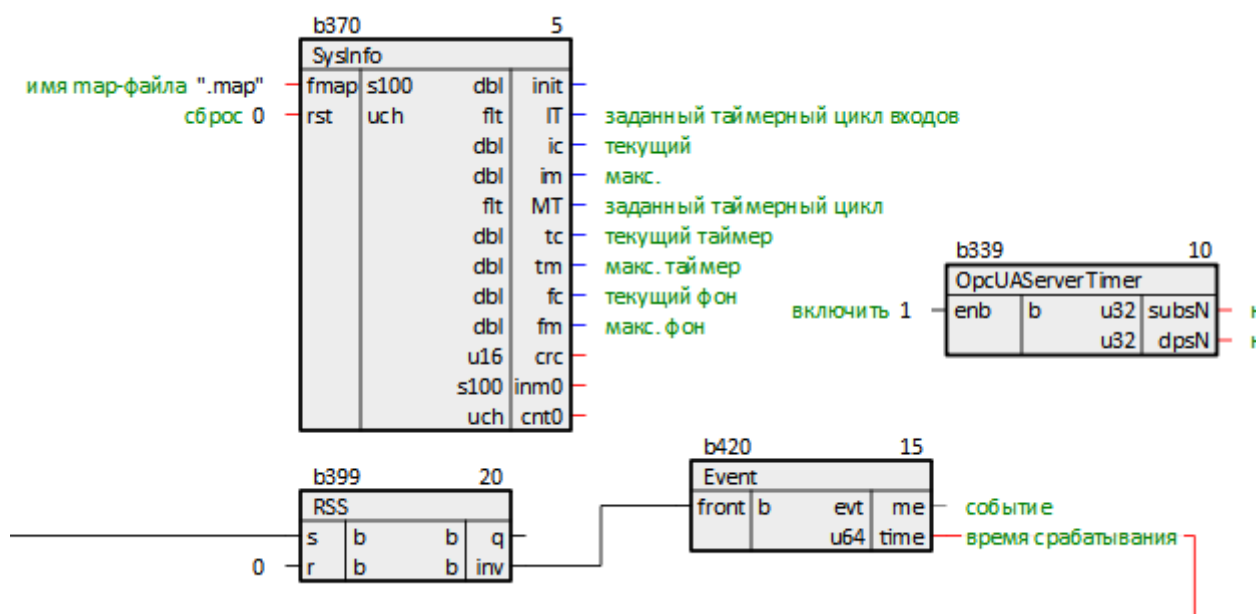 b370 5
SysInfo
имя map-файла ".map" fmap s100 dbl init
сброс 0 rst uch flt IT заданный таймерный цикл входов
dbl ic текущий
dbl im макс.
flt MT заданный таймерный цикл
dbl tc текущий таймер
dbl tm макс. таймер
dbl fc текущий фон
dbl fm макс. фон
u16 crc
s100 inm0
uch cnt0
b339 10
OpcUAServerTimer
включить 1 enb b u32 subsN
u32 dpsN
b399 20
RSS
s b b q
0 r b b inv
b420 15
Event
front b evt me событие
u64 time время срабатывания